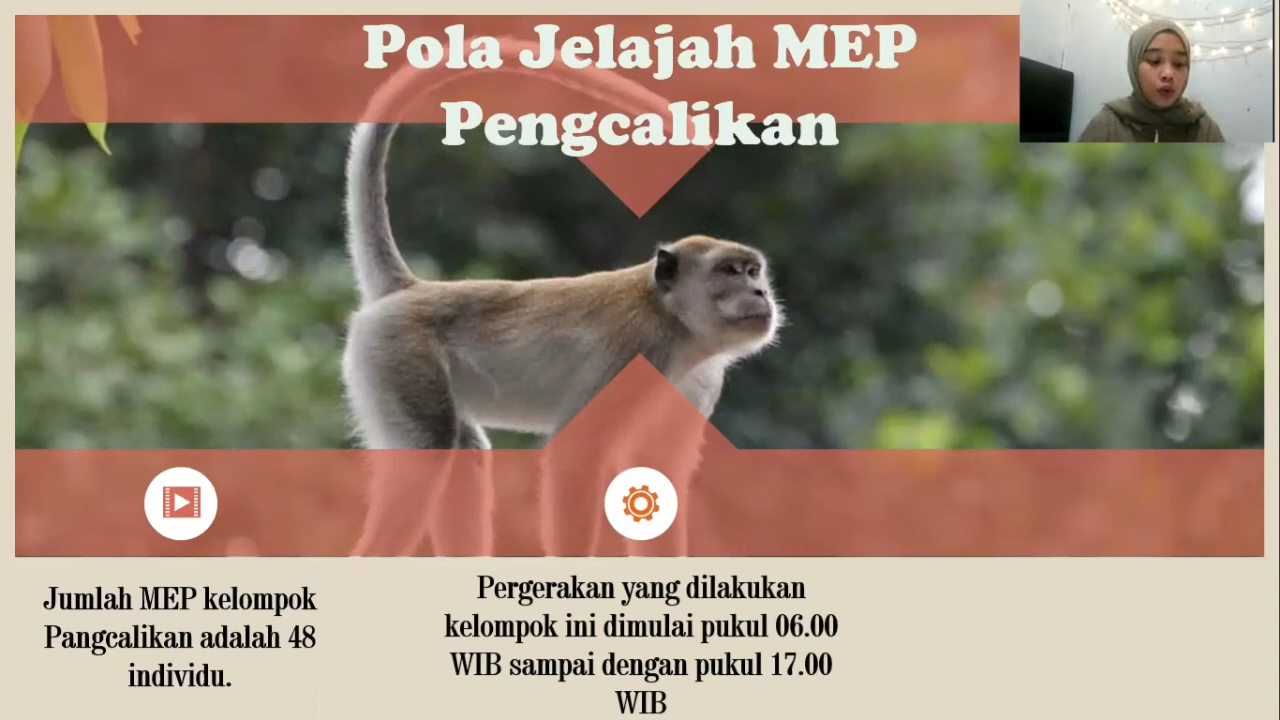 Pola Jelajah MEP
Pengcalikan
Jumlah MEP kelompok
Pangcalikan adalah 48
individu.
Pergerakan yang dilakukan
kelompok ini dimulai pukul 06.00
WIB sampai dengan pukul 17.00
WIB